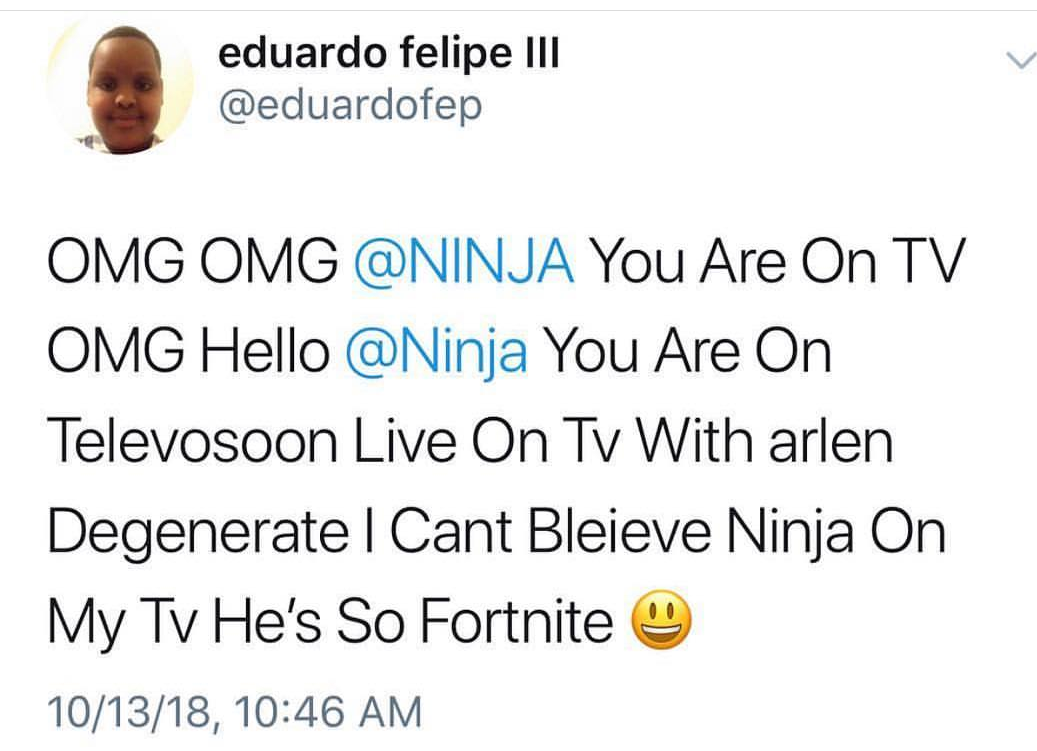 eduardo felipe III
@eduardofep
OMG OMG @NINJA You Are On TV
OMG Hello @Ninja You Are On
Televosoon Live On Tv With arlen
Degenerate I Cant Bleieve Ninja On
My Tv He's So Fortnite 😃
10/13/18, 10:46 AM